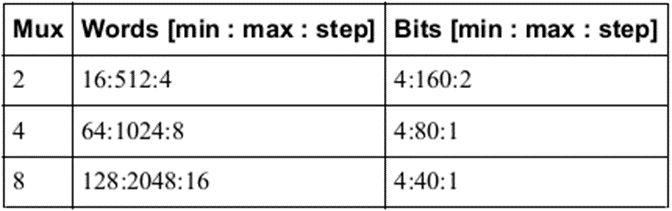 Mux Words [min : max : step] Bits [min : max : step]
2 16:512:4 4:160:2
4 64:1024:8 4:80:1
8 128:2048:16 4:40:1